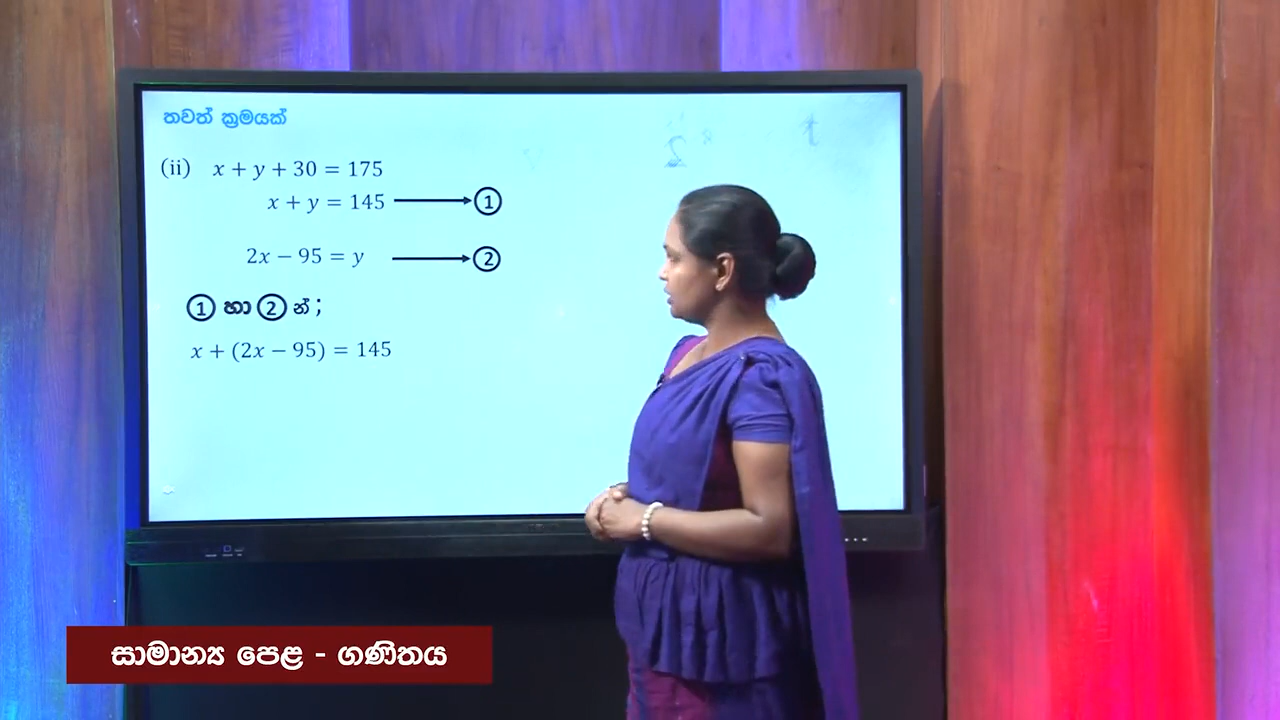 තවත් ක්‍රමයක්
(ii) x + y + 30 = 175
x + y = 145 ⟶ ①
2x − 95 = y ⟶ ②
① හා ② න් ;
x + (2x − 95) = 145
සාමාන්‍ය පෙළ - ගණිතය